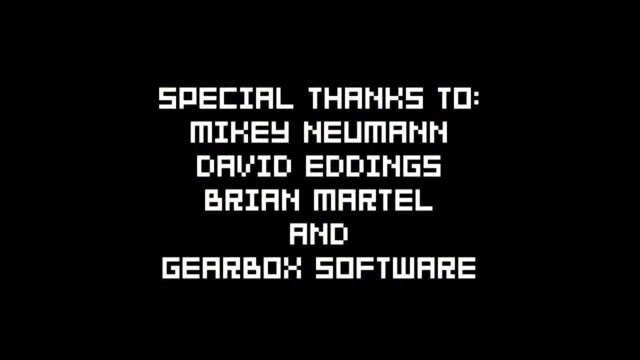 SPECIAL THANKS TO:
MIKEY NEUMANN
DAVID EDDINGS
BRIAN MARTEL
AND
GEARBOX SOFTWARE